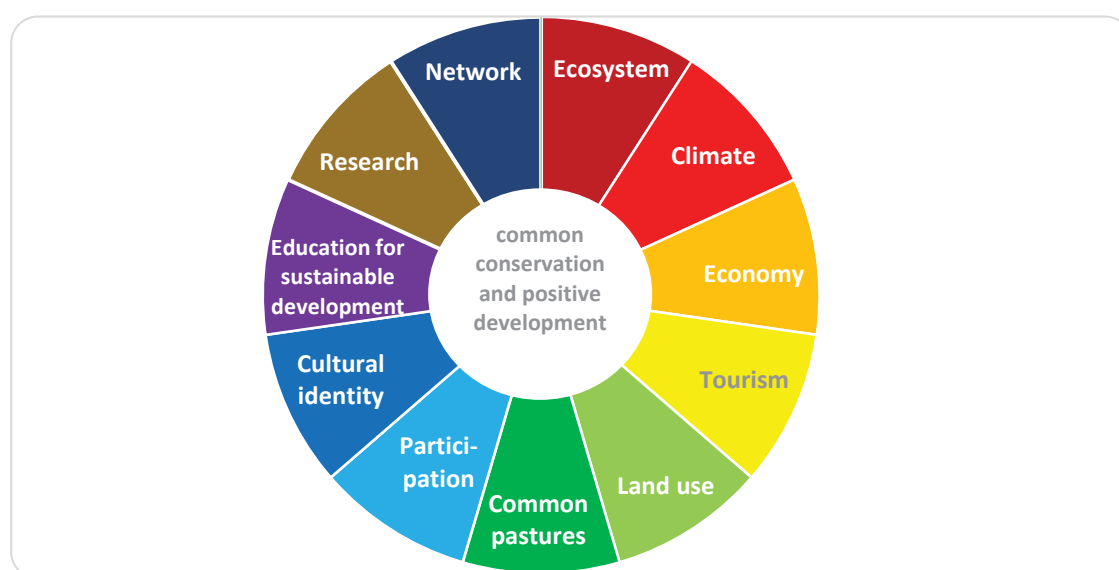 Network
Ecosystem
Climate
Economy
Tourism
Land use
Common
pastures
Partici-
pation
Cultural
identity
Education for
sustainable
development
Research
common
conservation
and positive
development